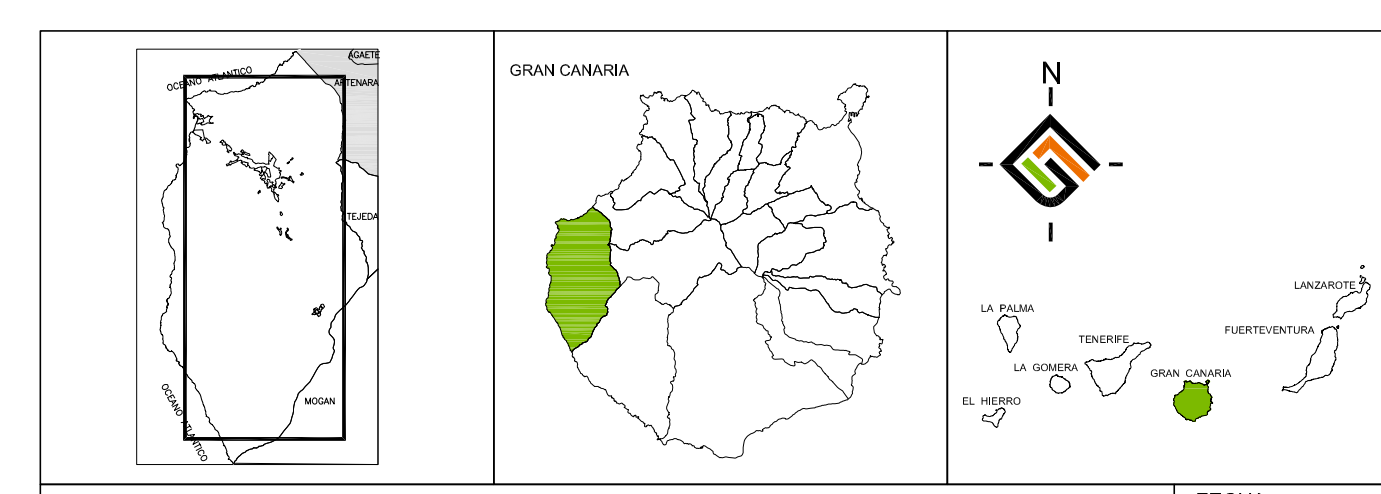 AGAETE
OCEANO ATLANTICO
ARTENARA
TEJEDA
MOGAN
OCEANO ATLANTICO
GRAN CANARIA
N
LANZAROTE
LA PALMA
FUERTEVENTURA
TENERIFE
LA GOMERA
GRAN CANARIA
EL HIERRO